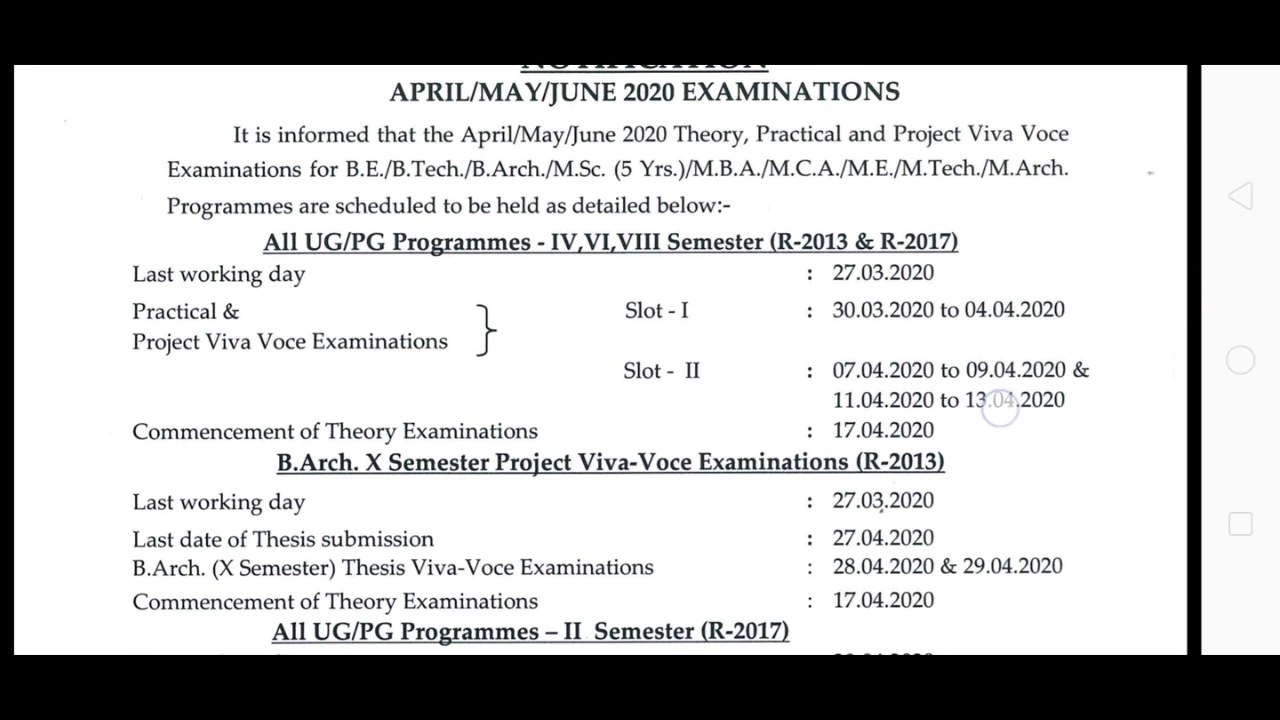 NOTIFICATION
APRIL/MAY/JUNE 2020 EXAMINATIONS
It is informed that the April/May/June 2020 Theory, Practical and Project Viva Voce
Examinations for B.E./B.Tech./B.Arch./M.Sc. (5 Yrs.)/M.B.A./M.C.A./M.E./M.Tech./M.Arch.
Programmes are scheduled to be held as detailed below:-
All UG/PG Programmes - IV,VI,VIII Semester (R-2013 & R-2017)
Last working day : 27.03.2020
Practical & Slot - I : 30.03.2020 to 04.04.2020
Project Viva Voce Examinations
Slot - II : 07.04.2020 to 09.04.2020 &
11.04.2020 to 13.04.2020
Commencement of Theory Examinations : 17.04.2020
B.Arch. X Semester Project Viva-Voce Examinations (R-2013)
Last working day : 27.03.2020
Last date of Thesis submission : 27.04.2020
B.Arch. (X Semester) Thesis Viva-Voce Examinations : 28.04.2020 & 29.04.2020
Commencement of Theory Examinations : 17.04.2020
All UG/PG Programmes – II Semester (R-2017)